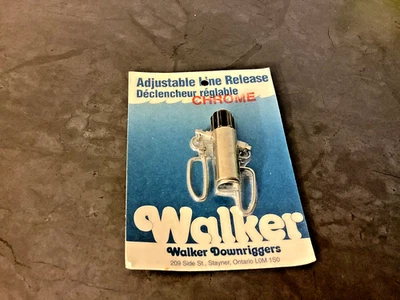 Adjustable Line Release
Déclencheur réglable
CHROME
Walker
Walker Downriggers
209 Side St., Stayner, Ontario L0M 1S0